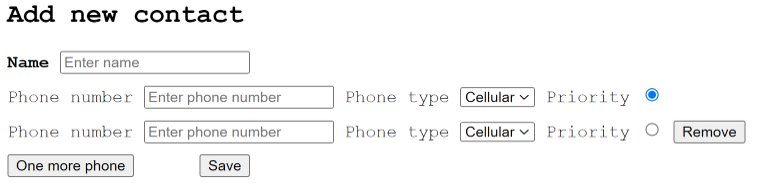 Add new contact
Name Enter name
Phone number Enter phone number Phone type Cellular Priority
Phone number Enter phone number Phone type Cellular Priority Remove
One more phone Save